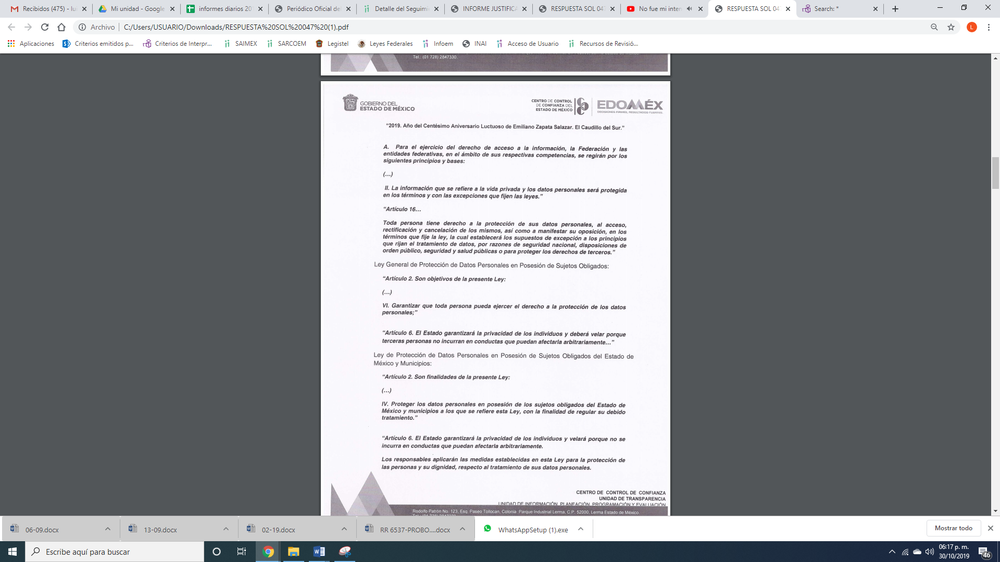 Recibidos (475) - lui
Mi unidad - Google
informes diarios 201
Periódico Oficial del
Detalle del Seguimie
INFORME JUSTIFICA
RESPUESTA SOL 047
No fue mi inten
RESPUESTA SOL 047
Search: *
Archivo
C:/Users/USUARIO/Downloads/RESPUESTA%20SOL%20047%20(1).pdf
L
Aplicaciones
Criterios emitidos p...
Criterios de Interpr...
SAIMEX
SARCOEM
Legistel
Leyes Federales
Infoem
INAI
Acceso de Usuario
Recursos de Revisió...
Tel.: (01 728) 2847330.
GOBIERNO DEL
ESTADO DE MÉXICO
CENTRO DE CONTROL
DE CONFIANZA DEL
ESTADO DE MÉXICO
EDOMÉX
DECISIONES FIRMES, RESULTADOS FUERTES.
“2019. Año del Centésimo Aniversario Luctuoso de Emiliano Zapata Salazar. El Caudillo del Sur.”
A. Para el ejercicio del derecho de acceso a la información, la Federación y las
entidades federativas, en el ámbito de sus respectivas competencias, se regirán por los
siguientes principios y bases:
(…)
II. La información que se refiere a la vida privada y los datos personales será protegida
en los términos y con las excepciones que fijen las leyes.”
“Artículo 16…
Toda persona tiene derecho a la protección de sus datos personales, al acceso,
rectificación y cancelación de los mismos, así como a manifestar su oposición, en los
términos que fije la ley, la cual establecerá los supuestos de excepción a los principios
que rijan el tratamiento de datos, por razones de seguridad nacional, disposiciones de
orden público, seguridad y salud públicas o para proteger los derechos de terceros.”
Ley General de Protección de Datos Personales en Posesión de Sujetos Obligados:
“Artículo 2. Son objetivos de la presente Ley:
(…)
VI. Garantizar que toda persona pueda ejercer el derecho a la protección de los datos
personales;”
“Artículo 6. El Estado garantizará la privacidad de los individuos y deberá velar porque
terceras personas no incurran en conductas que puedan afectarla arbitrariamente…”
Ley de Protección de Datos Personales en Posesión de Sujetos Obligados del Estado de
México y Municipios:
“Artículo 2. Son finalidades de la presente Ley:
(…)
IV. Proteger los datos personales en posesión de los sujetos obligados del Estado de
México y municipios a los que se refiere esta Ley, con la finalidad de regular su debido
tratamiento.”
“Artículo 6. El Estado garantizará la privacidad de los individuos y velará porque no se
incurra en conductas que puedan afectarla arbitrariamente.
Los responsables aplicarán las medidas establecidas en esta Ley para la protección de
las personas y su dignidad, respecto al tratamiento de sus datos personales.
CENTRO DE CONTROL DE CONFIANZA
UNIDAD DE TRANSPARENCIA
UNIDAD DE INFORMACIÓN, PLANEACIÓN, PROGRAMACIÓN Y EVALUACIÓN
Rodolfo Patrón No. 123, Esq. Paseo Tollocan, Colonia Parque Industrial Lerma, C.P. 52000, Lerma Estado de México.
06-09.docx
13-09.docx
02-19.docx
RR 6537-PROBO....docx
WhatsAppSetup (1).exe
Mostrar todo
Escribe aquí para buscar
06:17 p. m.
30/10/2019
46